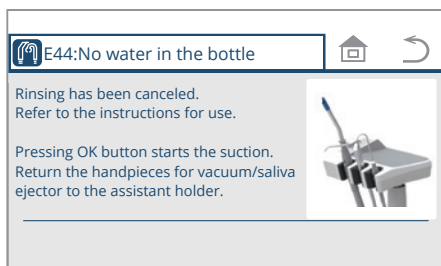 E44:No water in the bottle
Rinsing has been canceled.
Refer to the instructions for use.
Pressing OK button starts the suction.
Return the handpieces for vacuum/saliva
ejector to the assistant holder.